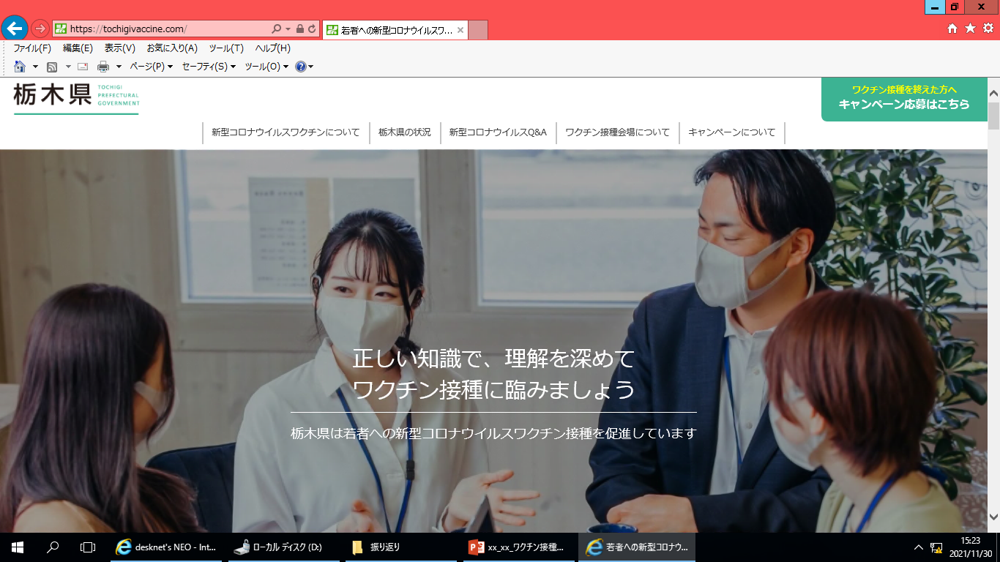 https://tochigivaccine.com/
若者への新型コロナウイルスワ...
ファイル(F) 編集(E) 表示(V) お気に入り(A) ツール(T) ヘルプ(H)
ページ(P) セーフティ(S) ツール(O)
栃木県
TOCHIGI
PREFECTURAL
GOVERNMENT
ワクチン接種を終えた方へ
キャンペーン応募はこちら
新型コロナウイルスワクチンについて 栃木県の状況 新型コロナウイルスQ&A ワクチン接種会場について キャンペーンについて
正しい知識で、理解を深めて
ワクチン接種に臨みましょう
栃木県は若者への新型コロナウイルスワクチン接種を促進しています
desknet's NEO - Int... ローカル ディスク (D:) 振り返り xx_xx_ワクチン接種... 若者への新型コロナウ...
15:23
2021/11/30